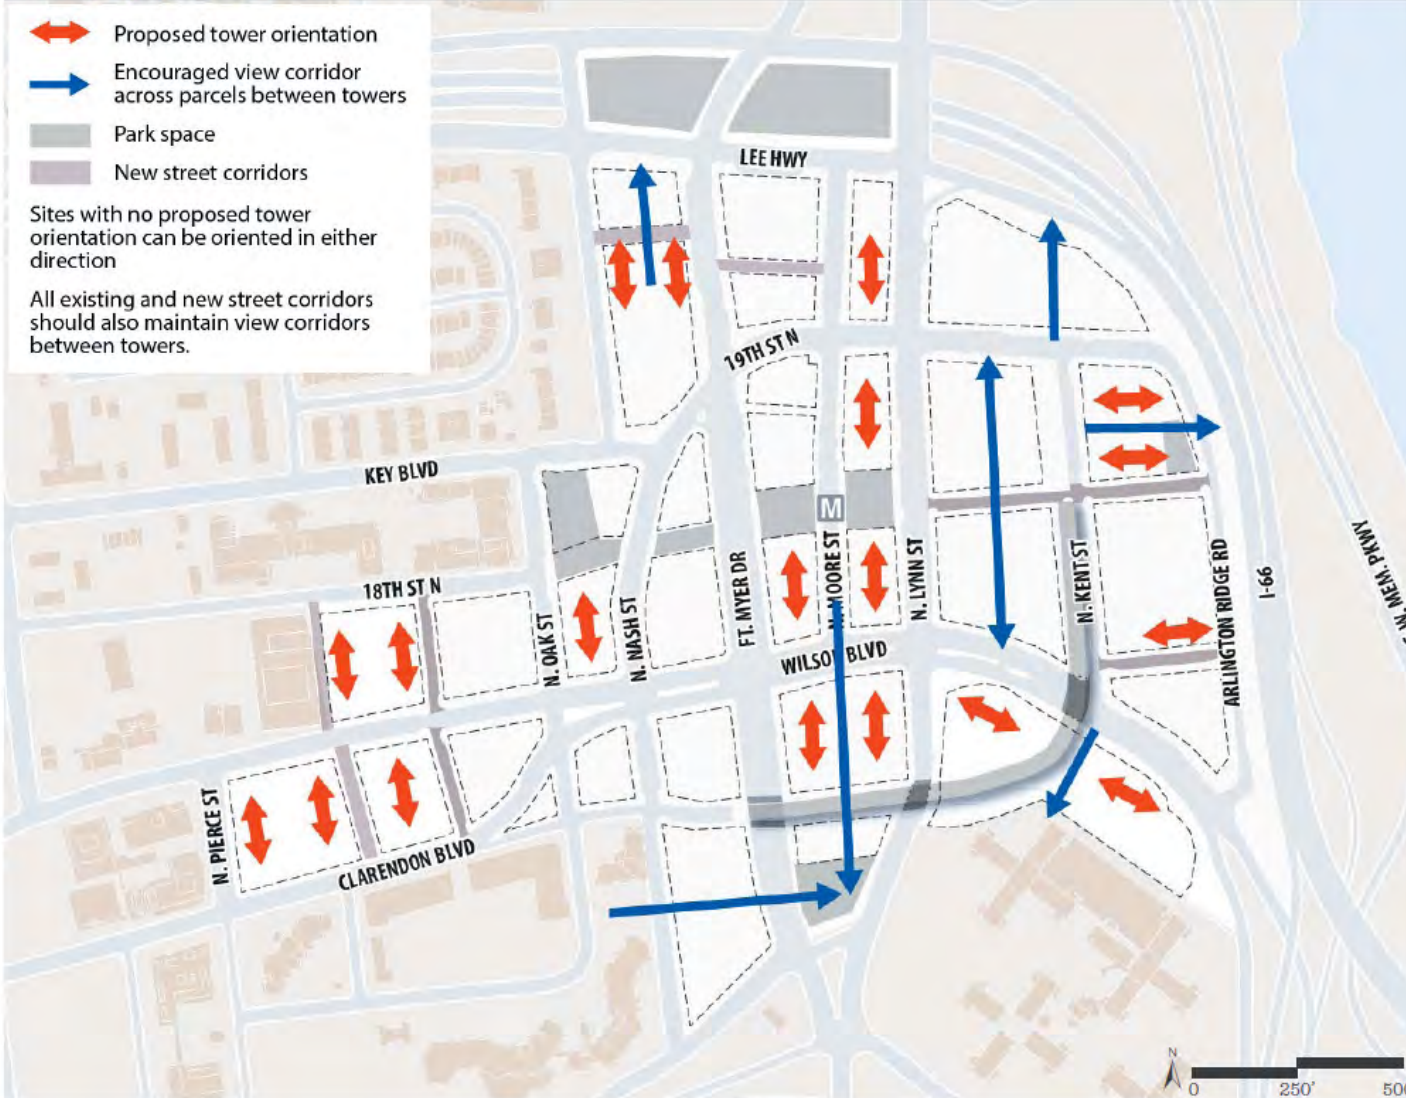 Proposed tower orientation
Encouraged view corridor
across parcels between towers
Park space
New street corridors
Sites with no proposed tower
orientation can be oriented in either
direction
All existing and new street corridors
should also maintain view corridors
between towers.
LEE HWY
19TH ST N
KEY BLVD
M
18TH ST N
N. OAK ST
N. NASH ST
FT. MYER DR
N. MOORE ST
N. LYNN ST
N. KENT ST
ARLINGTON RIDGE RD
I-66
MEM. PKWY
WILSON BLVD
N. PIERCE ST
CLARENDON BLVD
N
0 250'